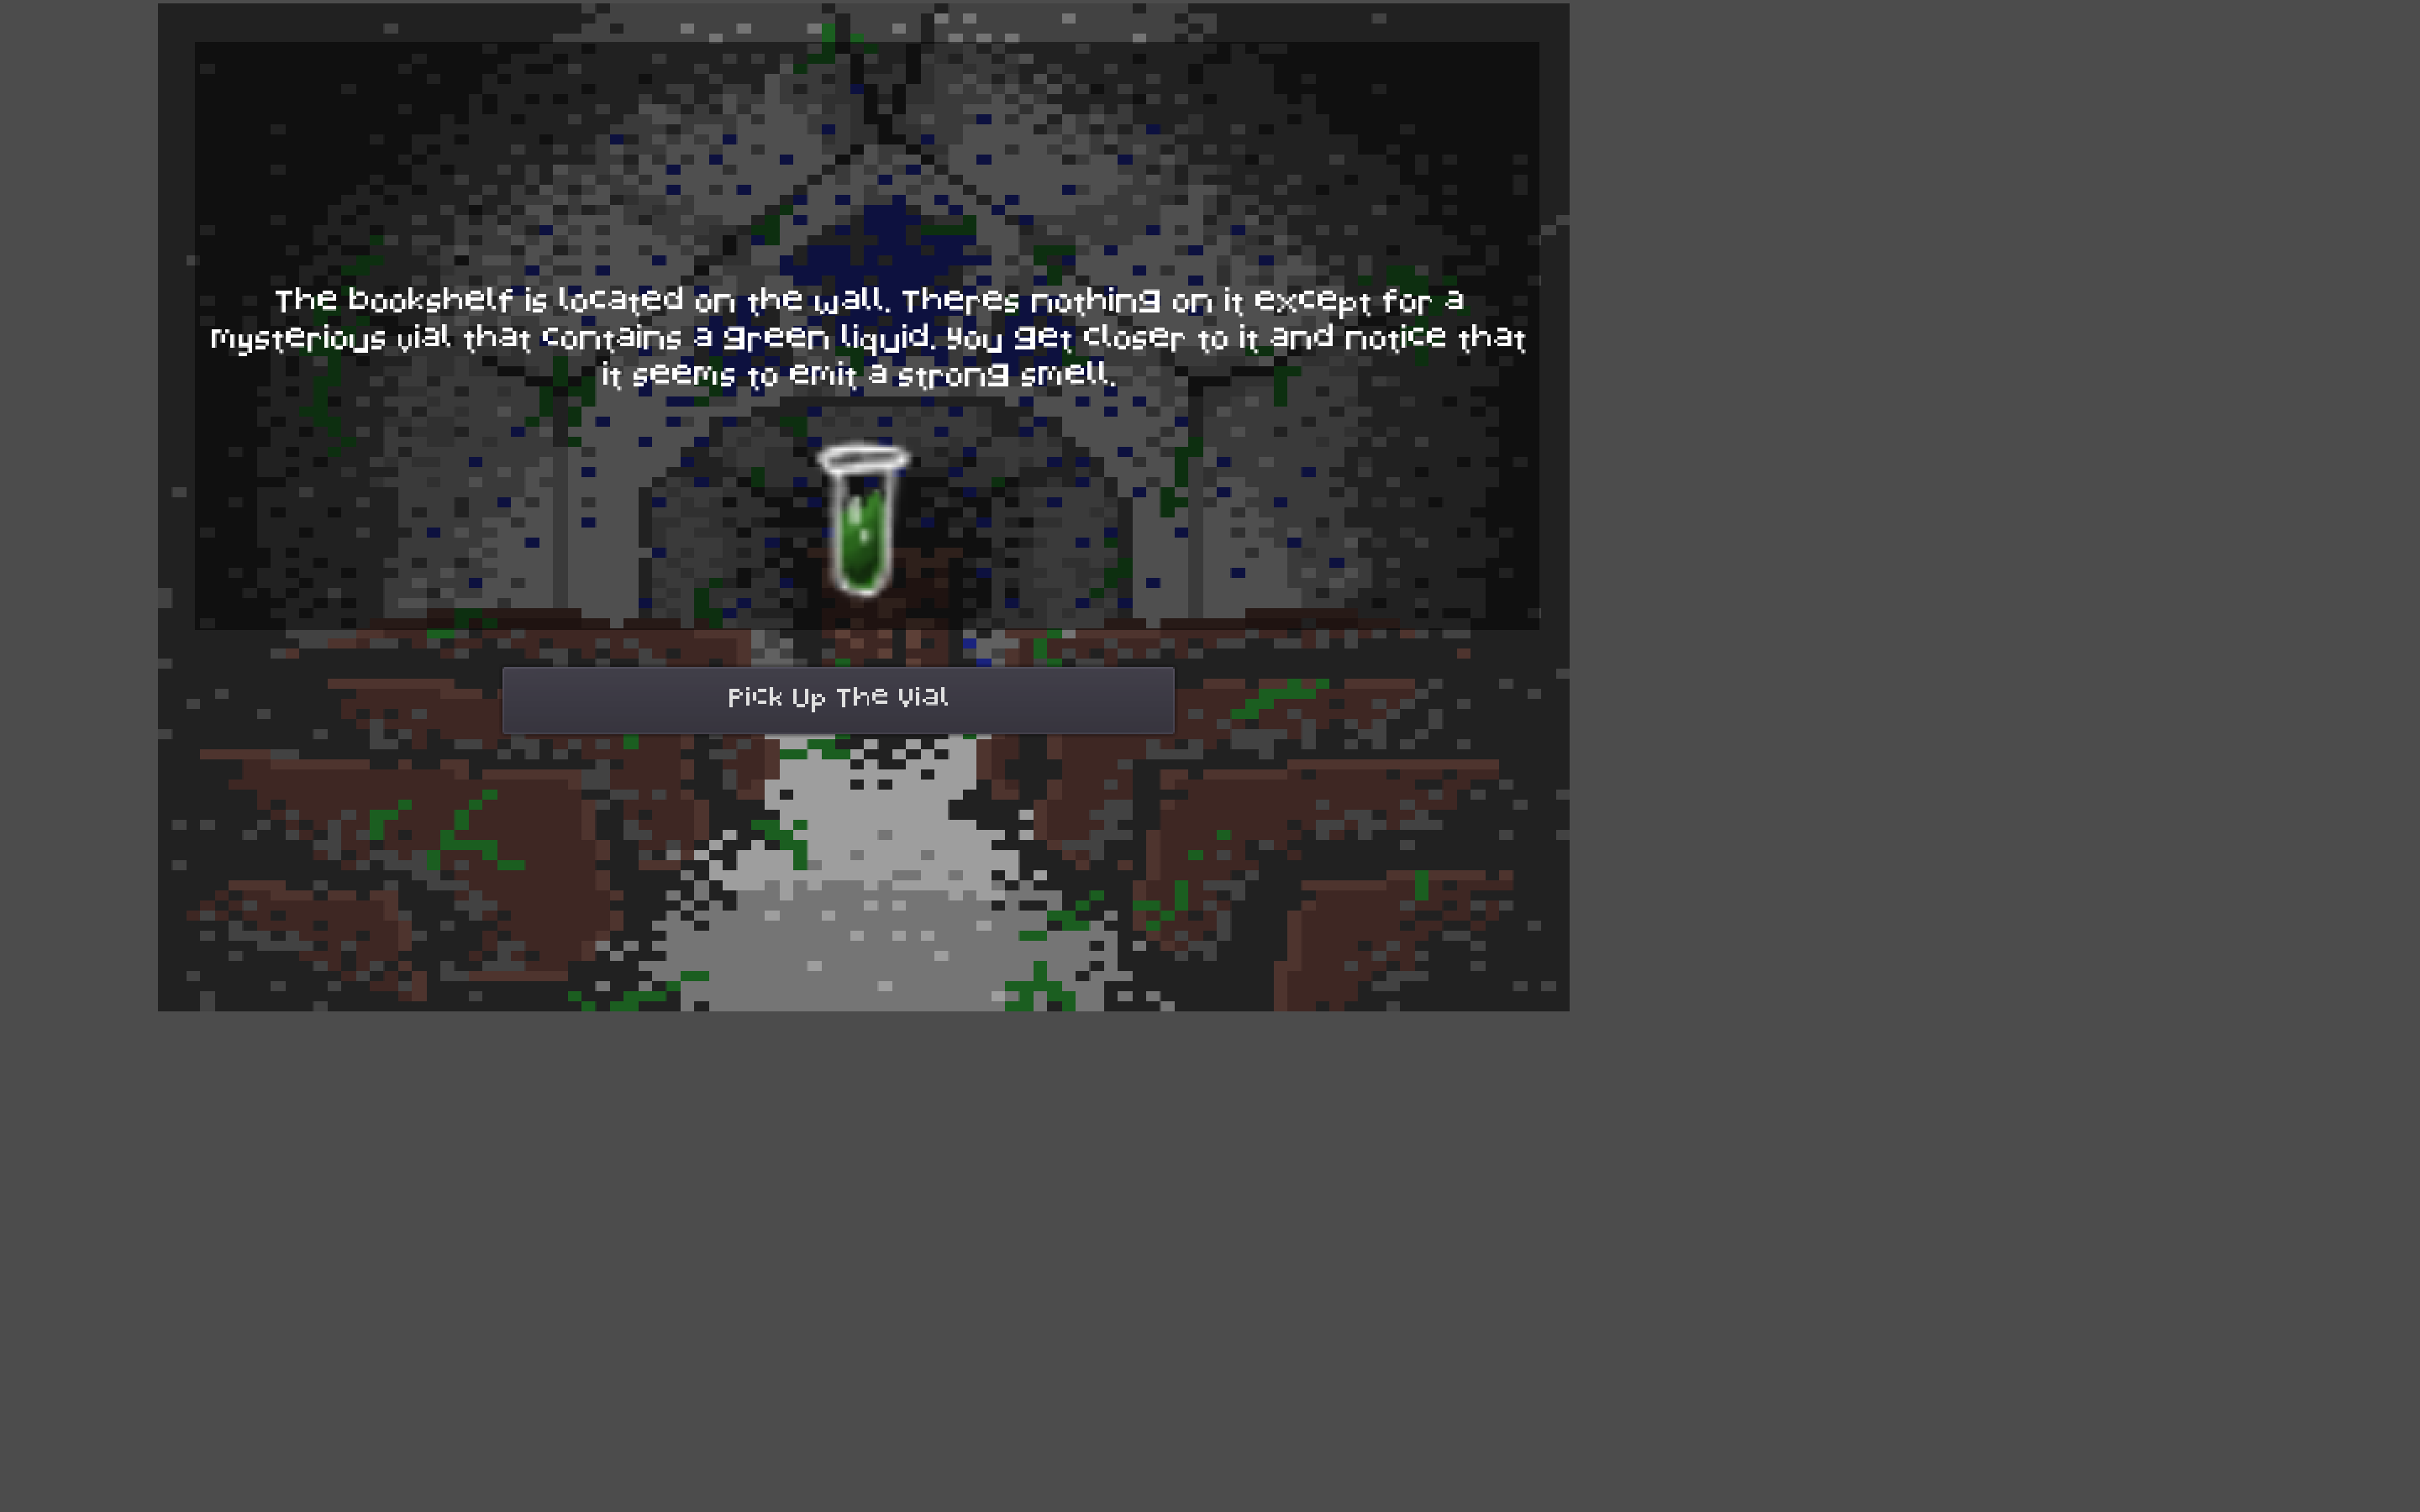 The bookshelf is located on the wall. Theres nothing on it except for a
mysterious vial that contains a green liquid. You get closer to it and notice that
it seems to emit a strong smell.
Pick Up The Vial